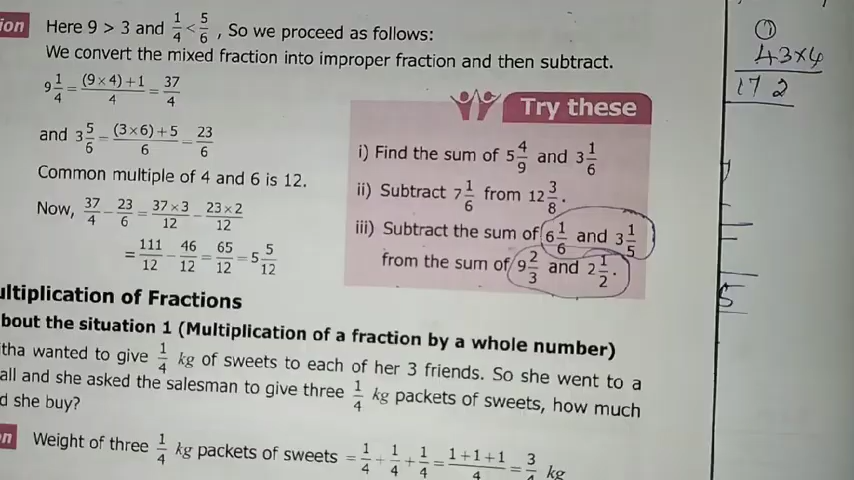 ion Here 9 > 3 and 1/4 < 5/6 , So we proceed as follows:
We convert the mixed fraction into improper fraction and then subtract.
9 1/4 = (9×4)+1/4 = 37/4
and 3 5/6 = (3×6)+5/6 = 23/6
Common multiple of 4 and 6 is 12.
Now, 37/4 − 23/6 = 37×3/12 − 23×2/12
= 111/12 − 46/12 = 65/12 = 5 5/12
Try these
i) Find the sum of 5 4/9 and 3 1/6
ii) Subtract 7 1/6 from 12 3/8.
iii) Subtract the sum of 6 1/6 and 3 1/5
from the sum of 9 2/3 and 2 1/2.
ultiplication of Fractions
bout the situation 1 (Multiplication of a fraction by a whole number)
itha wanted to give 1/4 kg of sweets to each of her 3 friends. So she went to a
all and she asked the salesman to give three 1/4 kg packets of sweets, how much
d she buy?
on Weight of three 1/4 kg packets of sweets = 1/4 + 1/4 + 1/4 = 1+1+1/4 = 3/4 kg
1
43×4
172
5